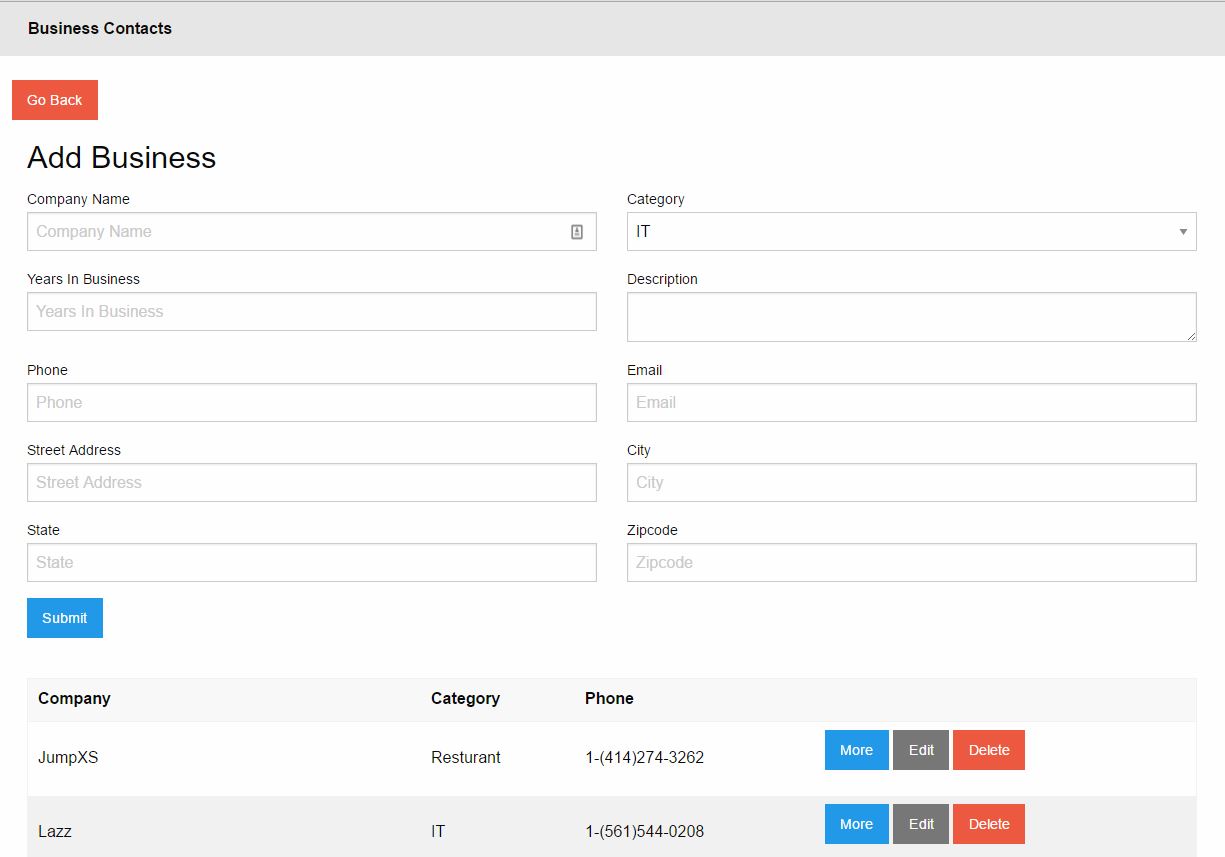 Business Contacts
Go Back
Add Business
Company Name
Category
Company Name
IT
Years In Business
Description
Years In Business
Phone
Email
Phone
Email
Street Address
City
Street Address
City
State
Zipcode
State
Zipcode
Submit
Company Category Phone
JumpXS Resturant 1-(414)274-3262 More Edit Delete
Lazz IT 1-(561)544-0208 More Edit Delete